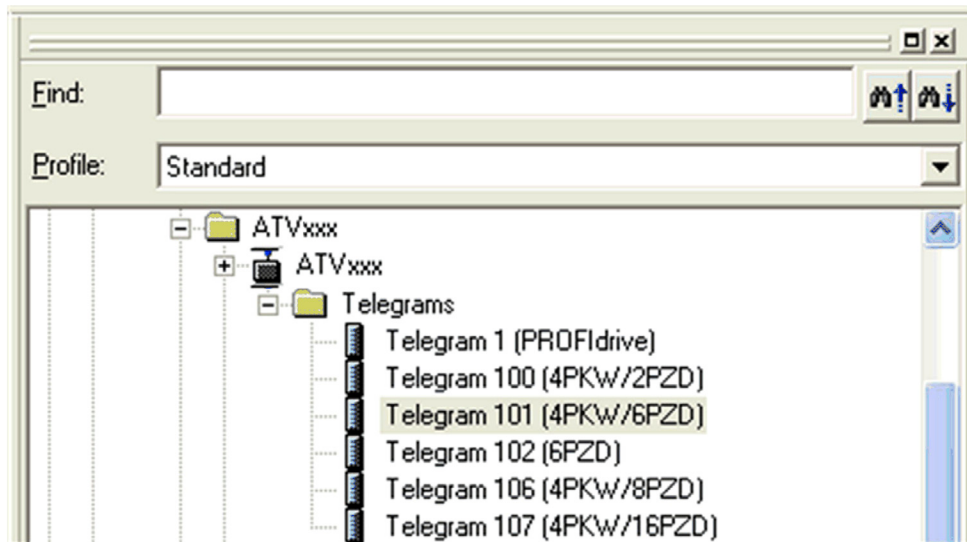 Find:
Profile: Standard
ATVxxx
ATVxxx
Telegrams
Telegram 1 (PROFIdrive)
Telegram 100 (4PKW/2PZD)
Telegram 101 (4PKW/6PZD)
Telegram 102 (6PZD)
Telegram 106 (4PKW/8PZD)
Telegram 107 (4PKW/16PZD)